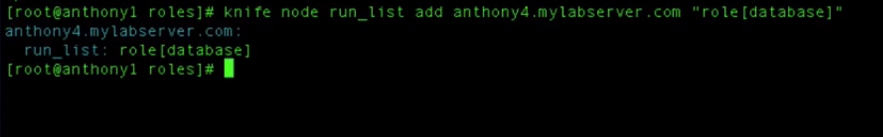 [root@anthony1 roles]# knife node run_list add anthony4.mylabserver.com "role[database]"
anthony4.mylabserver.com:
  run_list: role[database]
[root@anthony1 roles]#